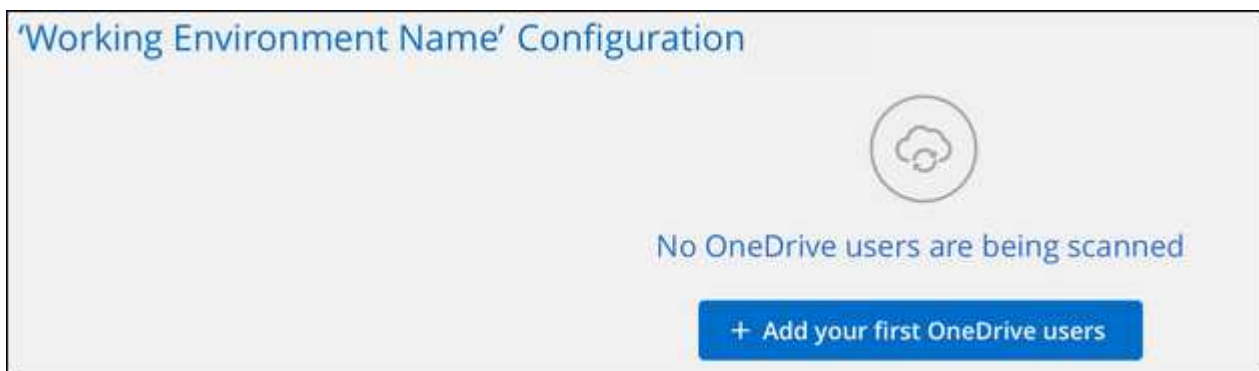 ‘Working Environment Name’ Configuration
No OneDrive users are being scanned
+ Add your first OneDrive users